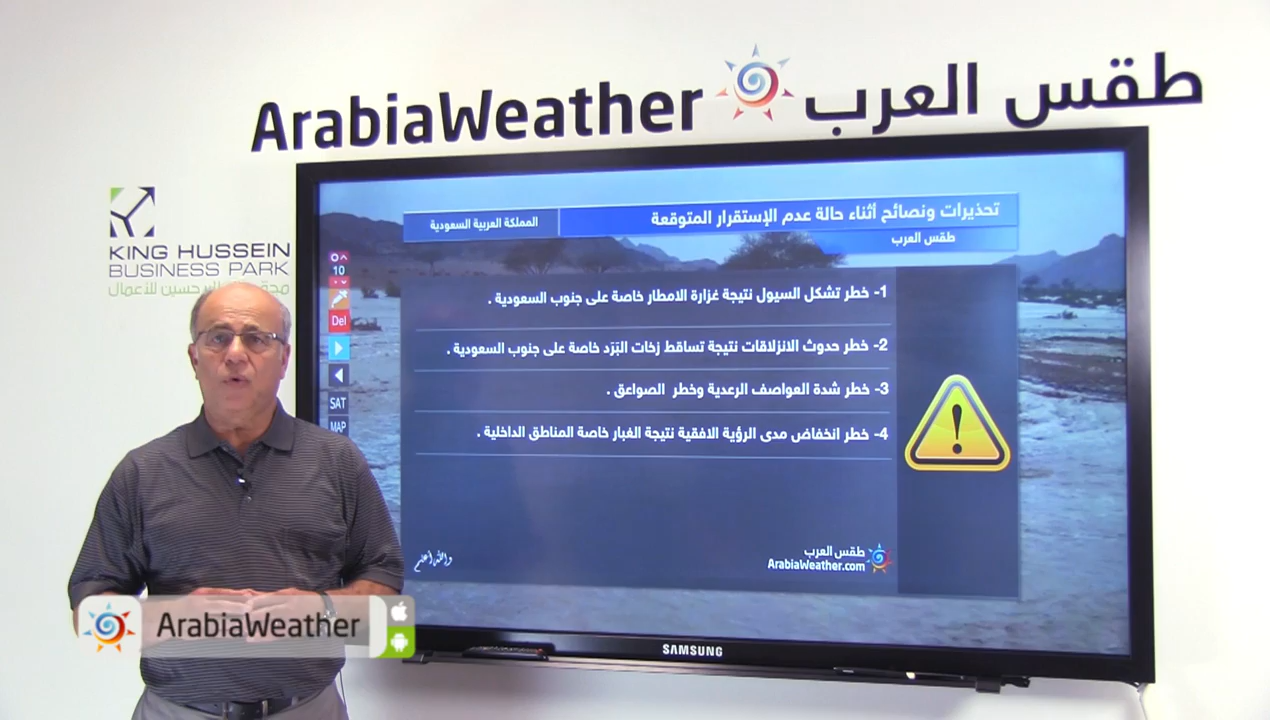 ArabiaWeather طقس العرب
KING HUSSEIN
BUSINESS PARK
الحسين للأعمال
تحذيرات ونصائح أثناء حالة عدم الإستقرار المتوقعة
المملكة العربية السعودية
طقس العرب
10
Del
SAT
MAP
1- خطر تشكل السيول نتيجة غزارة الامطار خاصة على جنوب السعودية .
2- خطر حدوث الانزلاقات نتيجة تساقط زخات البَرَد خاصة على جنوب السعودية .
3- خطر شدة العواصف الرعدية وخطر الصواعق .
4- خطر انخفاض مدى الرؤية الافقية نتيجة الغبار خاصة المناطق الداخلية .
طقس العرب
ArabiaWeather.com
والله أعلم
SAMSUNG
ArabiaWeather